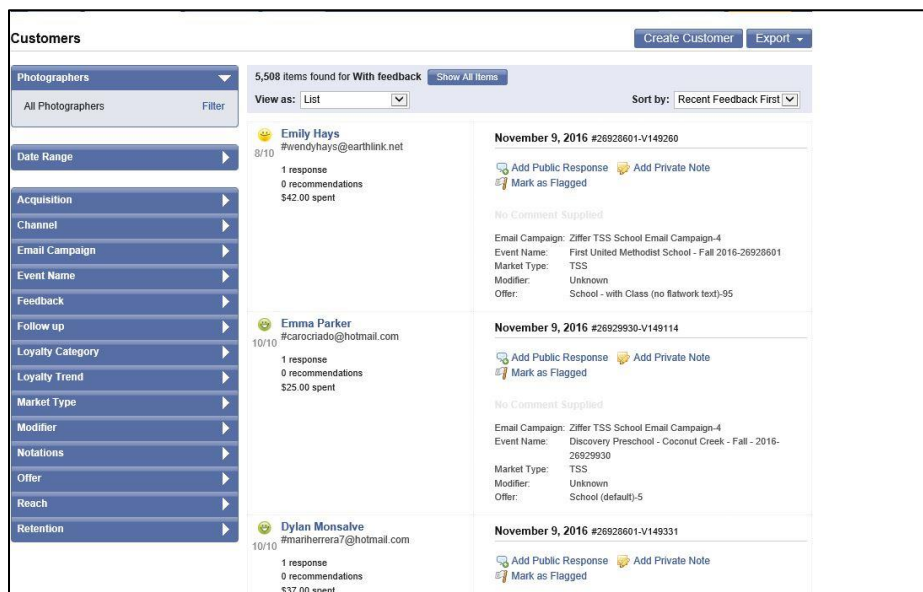 Customers
Create Customer
Export
Photographers
All Photographers Filter
Date Range
Acquisition
Channel
Email Campaign
Event Name
Feedback
Follow up
Loyalty Category
Loyalty Trend
Market Type
Modifier
Notations
Offer
Reach
Retention
5,508 items found for With feedback Show All Items
View as: List
Sort by: Recent Feedback First
Emily Hays
#wendyhays@earthlink.net
8/10
1 response
0 recommendations
$42.00 spent
November 9, 2016 #26928601-V149260
Add Public Response Add Private Note
Mark as Flagged
No Comment Supplied
Email Campaign: Ziffer TSS School Email Campaign-4
Event Name: First United Methodist School - Fall 2016-26928601
Market Type: TSS
Modifier: Unknown
Offer: School - with Class (no flatwork text)-95
Emma Parker
#carocriado@hotmail.com
10/10
1 response
0 recommendations
$25.00 spent
November 9, 2016 #26929930-V149114
Add Public Response Add Private Note
Mark as Flagged
No Comment Supplied
Email Campaign: Ziffer TSS School Email Campaign-4
Event Name: Discovery Preschool - Coconut Creek - Fall - 2016-
26929930
Market Type: TSS
Modifier: Unknown
Offer: School (default)-5
Dylan Monsalve
#mariherrera7@hotmail.com
10/10
1 response
0 recommendations
$37.00 spent
November 9, 2016 #26928601-V149331
Add Public Response Add Private Note
Mark as Flagged